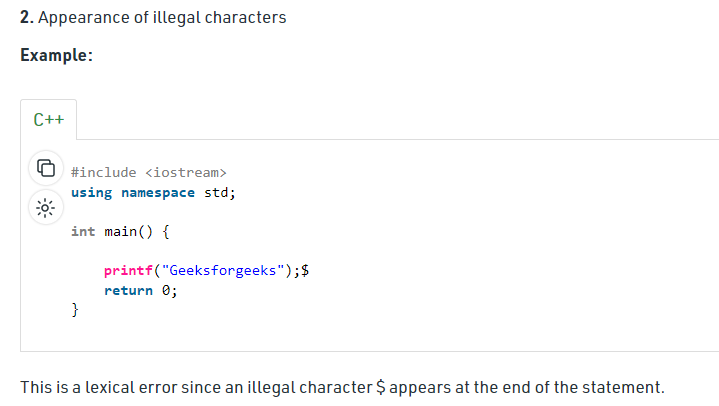 2. Appearance of illegal characters
Example:
C++
#include <iostream>
using namespace std;
int main() {
printf("Geeksforgeeks");$
return 0;
}
This is a lexical error since an illegal character $ appears at the end of the statement.